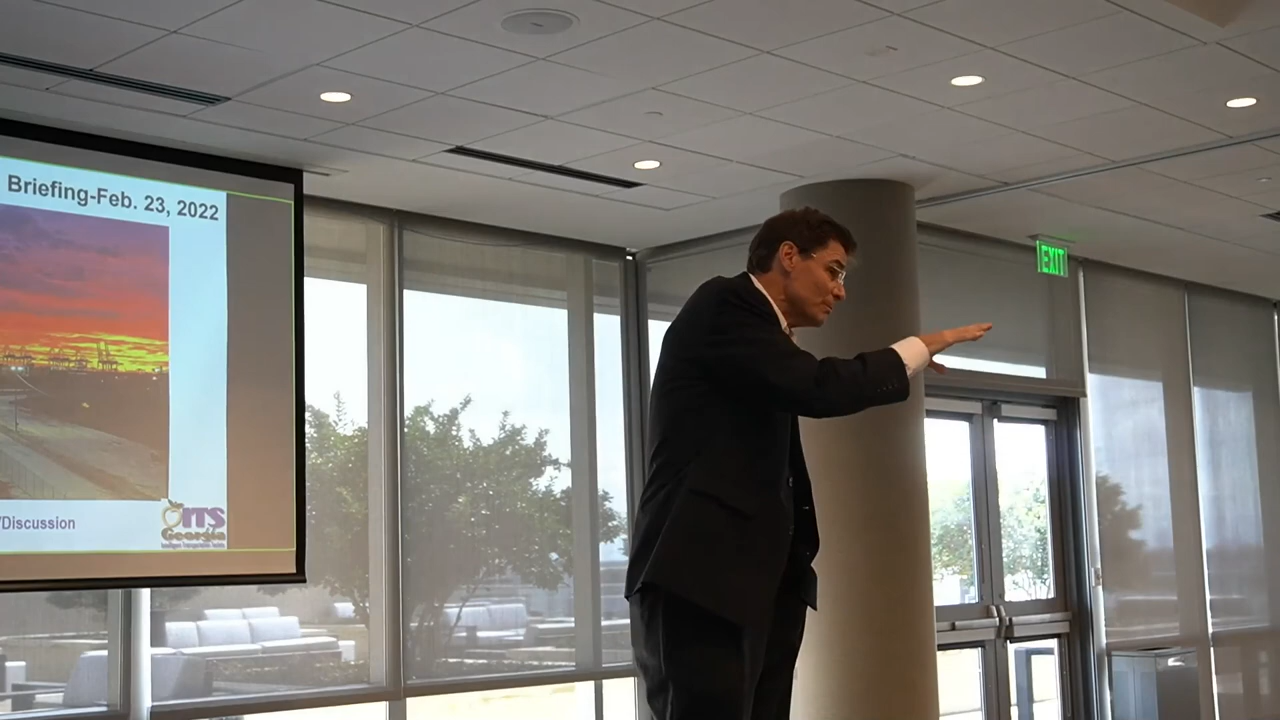 Briefing-Feb. 23, 2022
/Discussion
ITS
Georgia
EXIT